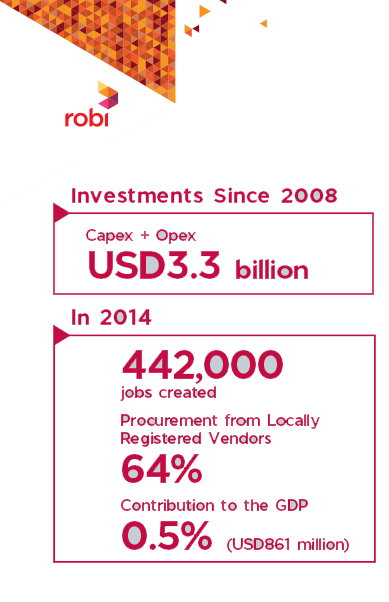 robi
Investments Since 2008
Capex + Opex
USD3.3 billion
In 2014
442,000
jobs created
Procurement from Locally
Registered Vendors
64%
Contribution to the GDP
0.5% (USD861 million)